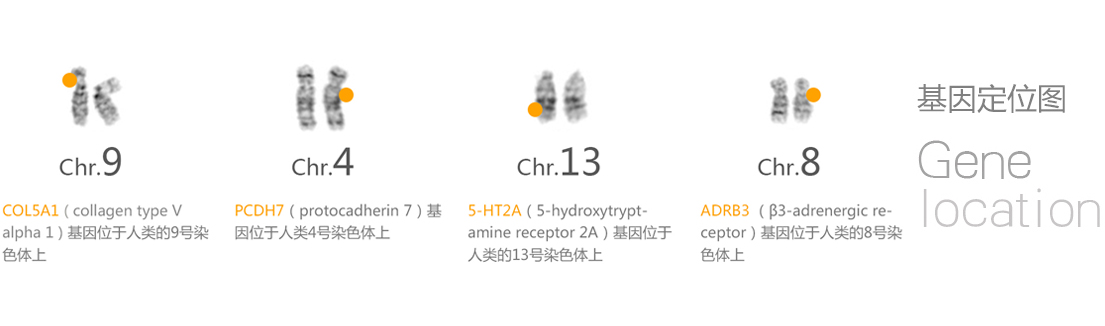 Chr.9
COL5A1（collagen type V
alpha 1）基因位于人类的9号染
色体上
Chr.4
PCDH7（protocadherin 7）基
因位于人类4号染色体上
Chr.13
5-HT2A（5-hydroxytrypt-
amine receptor 2A）基因位于
人类的13号染色体上
Chr.8
ADRB3 （β3-adrenergic re-
ceptor）基因位于人类的8号
染色体上
基因定位图
Gene
location